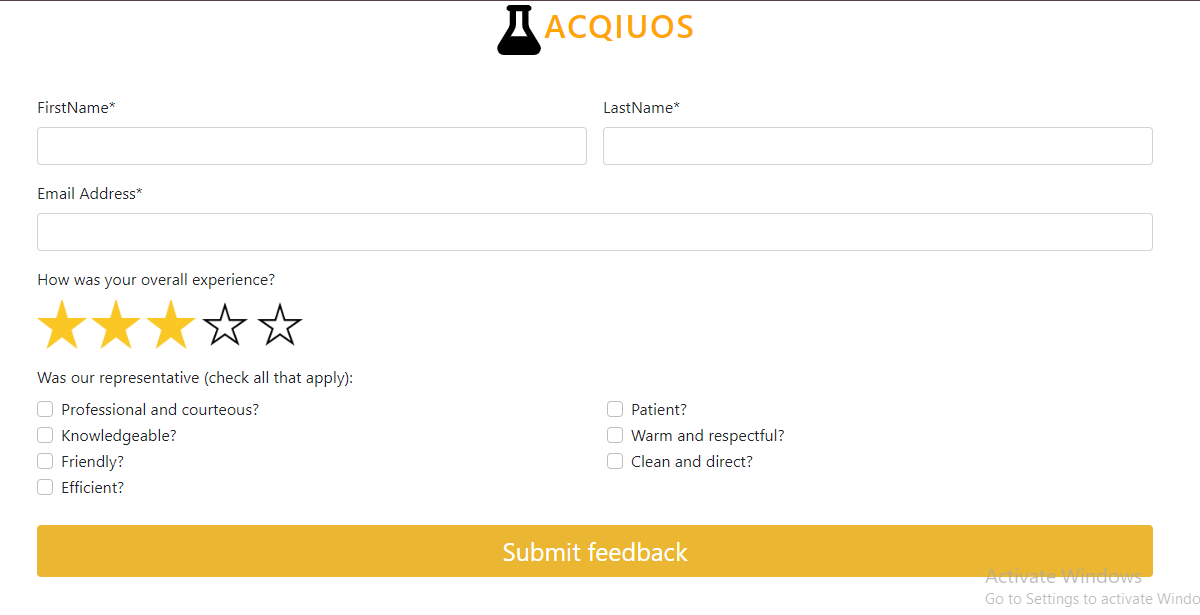 ACQIUOS
FirstName* LastName*
Email Address*
How was your overall experience?
Was our representative (check all that apply):
Professional and courteous? Patient?
Knowledgeable? Warm and respectful?
Friendly? Clean and direct?
Efficient?
Submit feedback
Activate Windows
Go to Settings to activate Windo